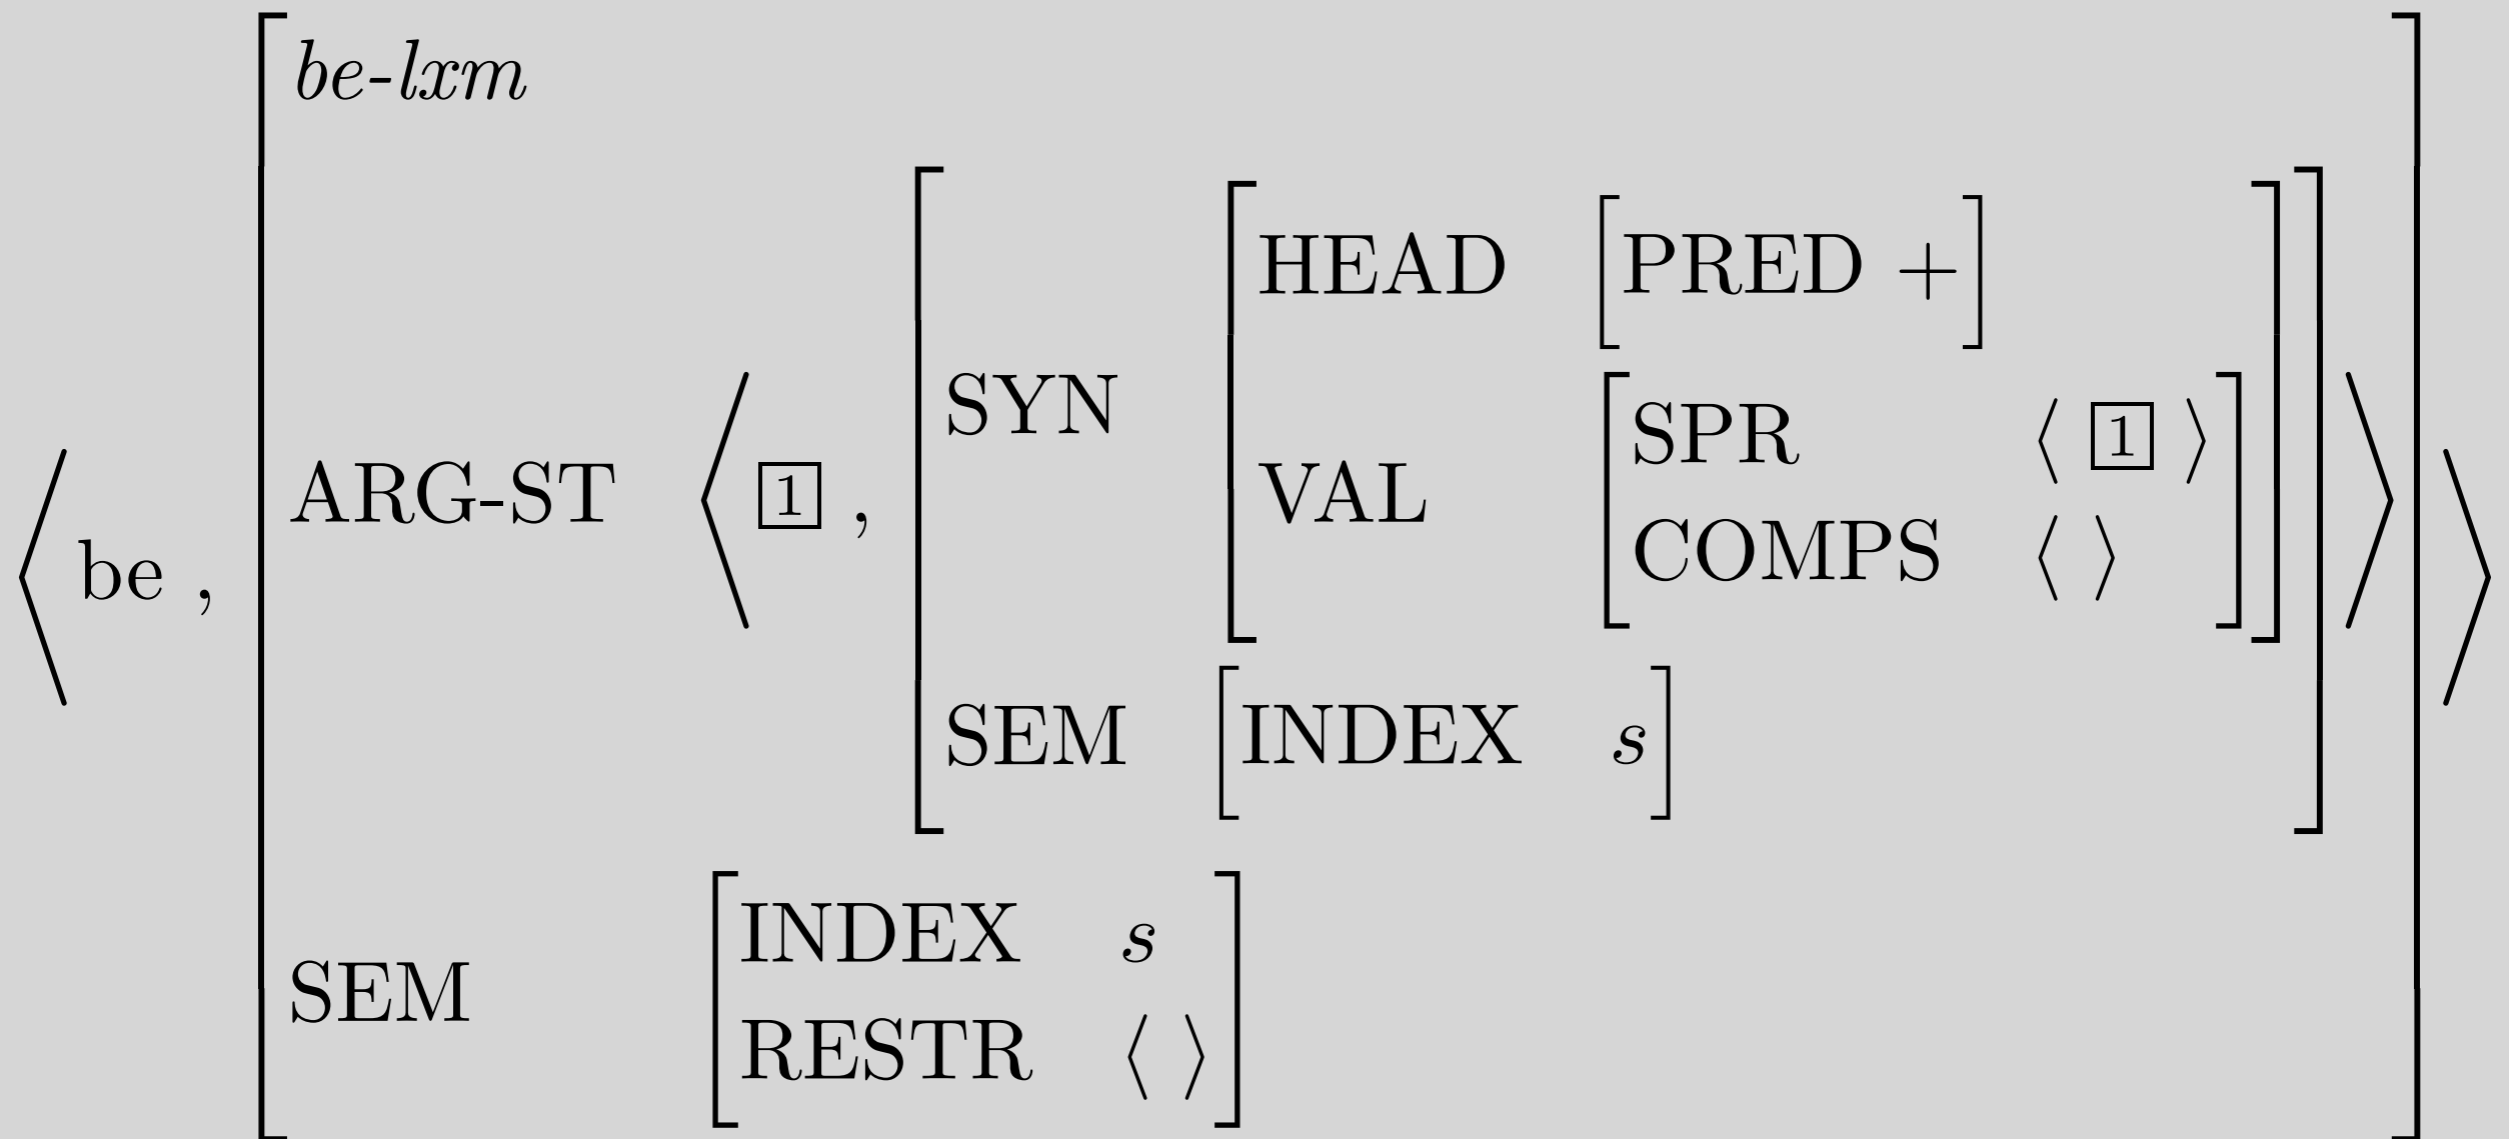 be-lxm
HEAD [PRED +]
SYN
SPR ⟨ 1 ⟩
ARG-ST ⟨ 1 ,
VAL
COMPS ⟨ ⟩
⟨ be ,
SEM [INDEX s]
INDEX s
SEM
RESTR ⟨ ⟩